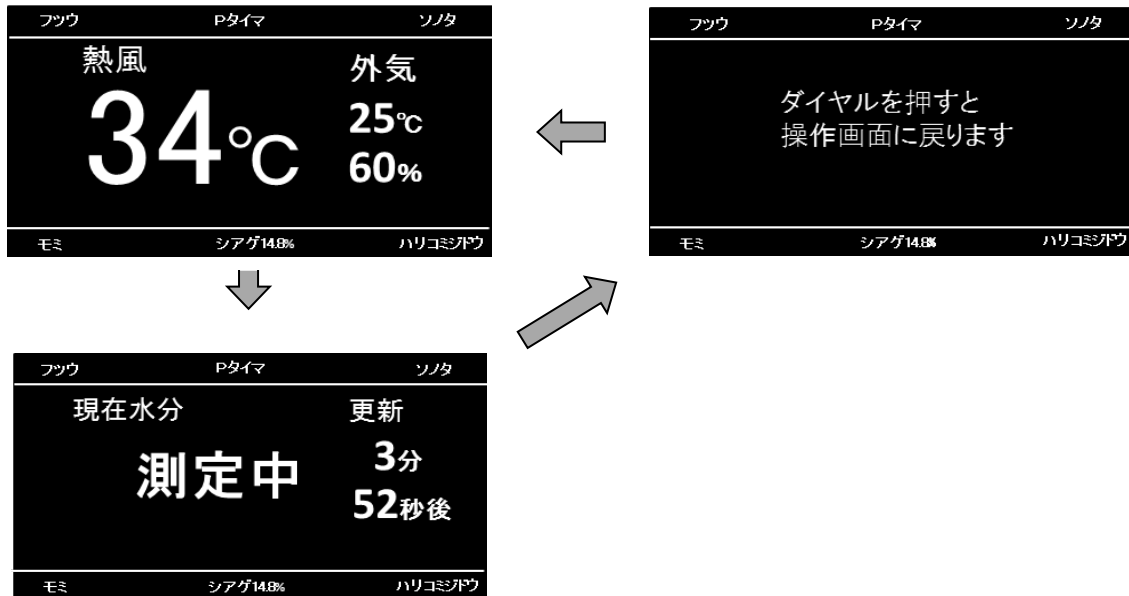 フツウ Pタイマ ソノタ
熱風 外気
34℃ 25℃
60%
モミ シアゲ14.8% ハリコミジドウ
フツウ Pタイマ ソノタ
ダイヤルを押すと
操作画面に戻ります
モミ シアゲ14.8% ハリコミジドウ
フツウ Pタイマ ソノタ
現在水分 更新
測定中 3分
52秒後
モミ シアゲ14.8% ハリコミジドウ